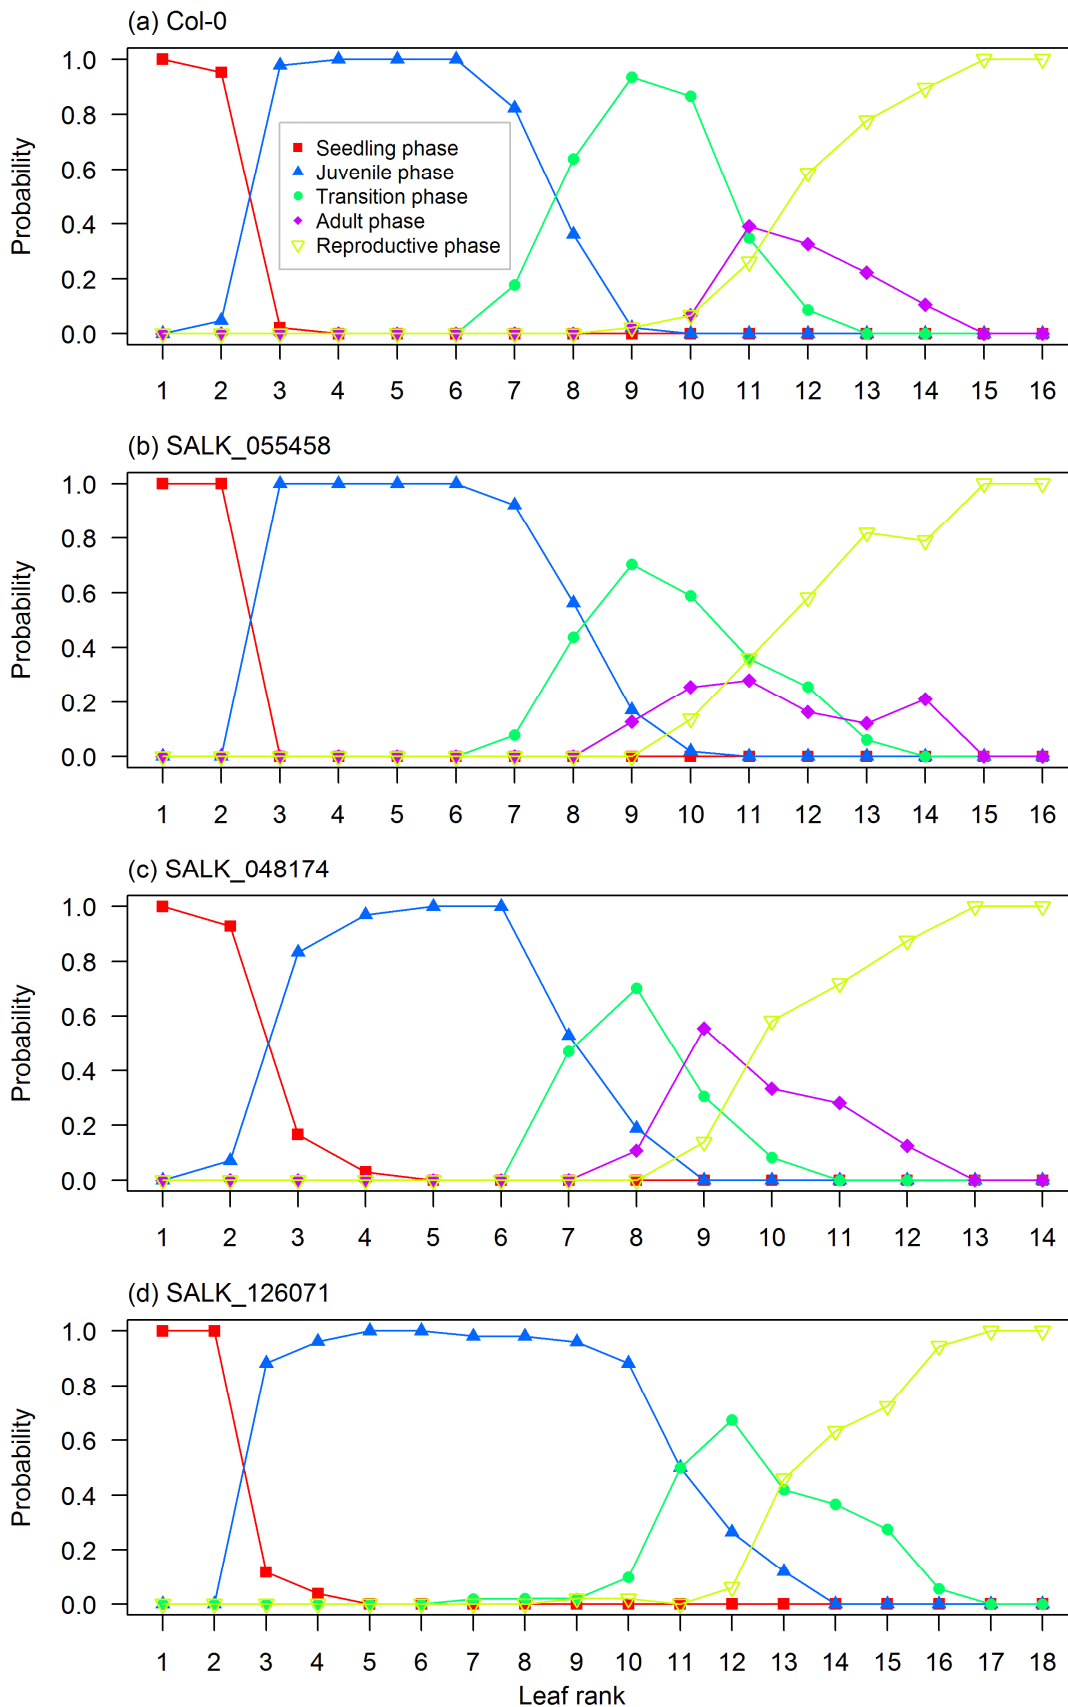 (a) Col-0
1.0
0.8
0.6
0.4
0.2
0.0
Probability
Seedling phase
Juvenile phase
Transition phase
Adult phase
Reproductive phase
1 2 3 4 5 6 7 8 9 10 11 12 13 14 15 16
(b) SALK_055458
1.0
0.8
0.6
0.4
0.2
0.0
Probability
1 2 3 4 5 6 7 8 9 10 11 12 13 14 15 16
(c) SALK_048174
1.0
0.8
0.6
0.4
0.2
0.0
Probability
1 2 3 4 5 6 7 8 9 10 11 12 13 14
(d) SALK_126071
1.0
0.8
0.6
0.4
0.2
0.0
Probability
1 2 3 4 5 6 7 8 9 10 11 12 13 14 15 16 17 18
Leaf rank